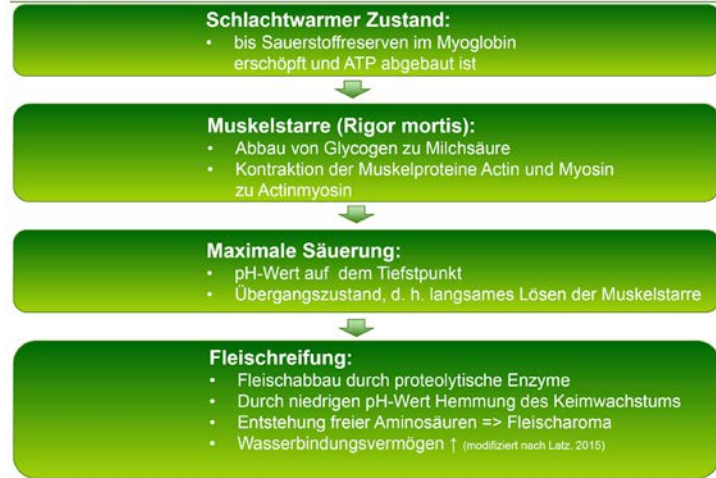 Schlachtwarmer Zustand:
• bis Sauerstoffreserven im Myoglobin
erschöpft und ATP abgebaut ist
Muskelstarre (Rigor mortis):
• Abbau von Glycogen zu Milchsäure
• Kontraktion der Muskelproteine Actin und Myosin
zu Actinmyosin
Maximale Säuerung:
• pH-Wert auf dem Tiefstpunkt
• Übergangszustand, d. h. langsames Lösen der Muskelstarre
Fleischreifung:
• Fleischabbau durch proteolytische Enzyme
• Durch niedrigen pH-Wert Hemmung des Keimwachstums
• Entstehung freier Aminosäuren => Fleischaroma
• Wasserbindungsvermögen ↑ (modifiziert nach Latz, 2015)